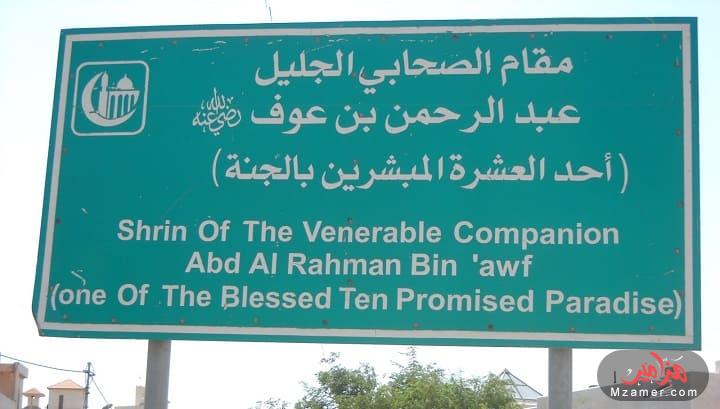 مقام الصحابي الجليل
عبد الرحمن بن عوف رضي الله عنه
(أحد العشرة المبشرين بالجنة)
Shrin Of The Venerable Companion
Abd Al Rahman Bin 'awf
(one Of The Blessed Ten Promised Paradise)
مزامير
Mzamer.com